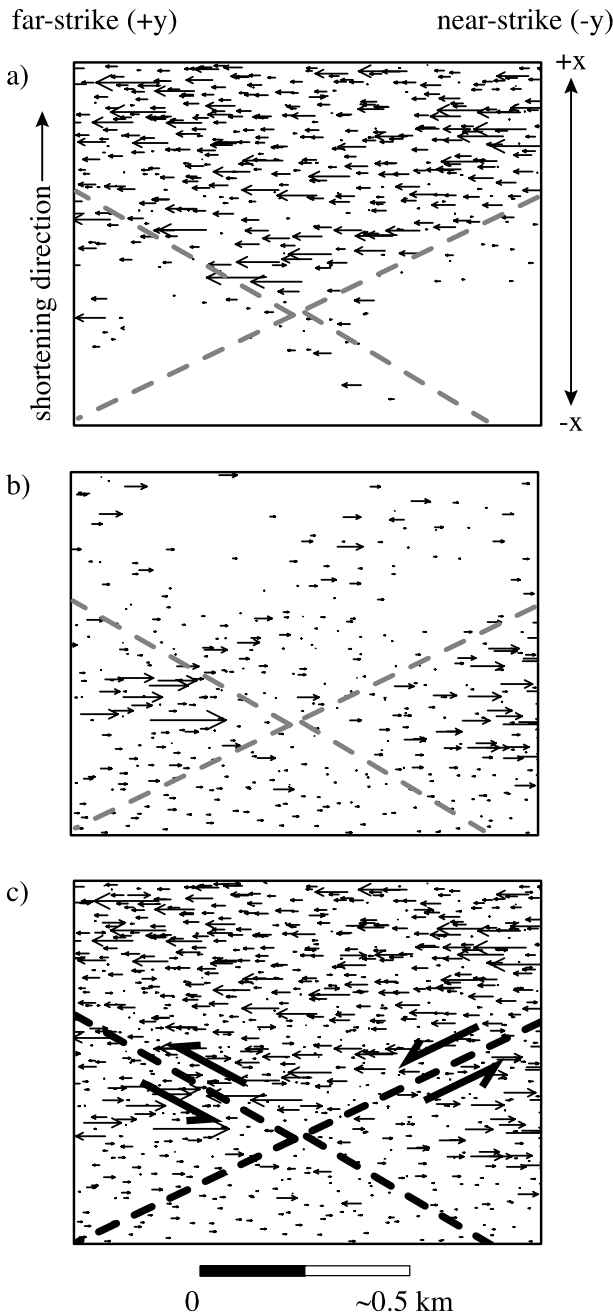 far-strike (+y)
near-strike (-y)
a)
+x
shortening direction
-x
b)
c)
0
~0.5 km